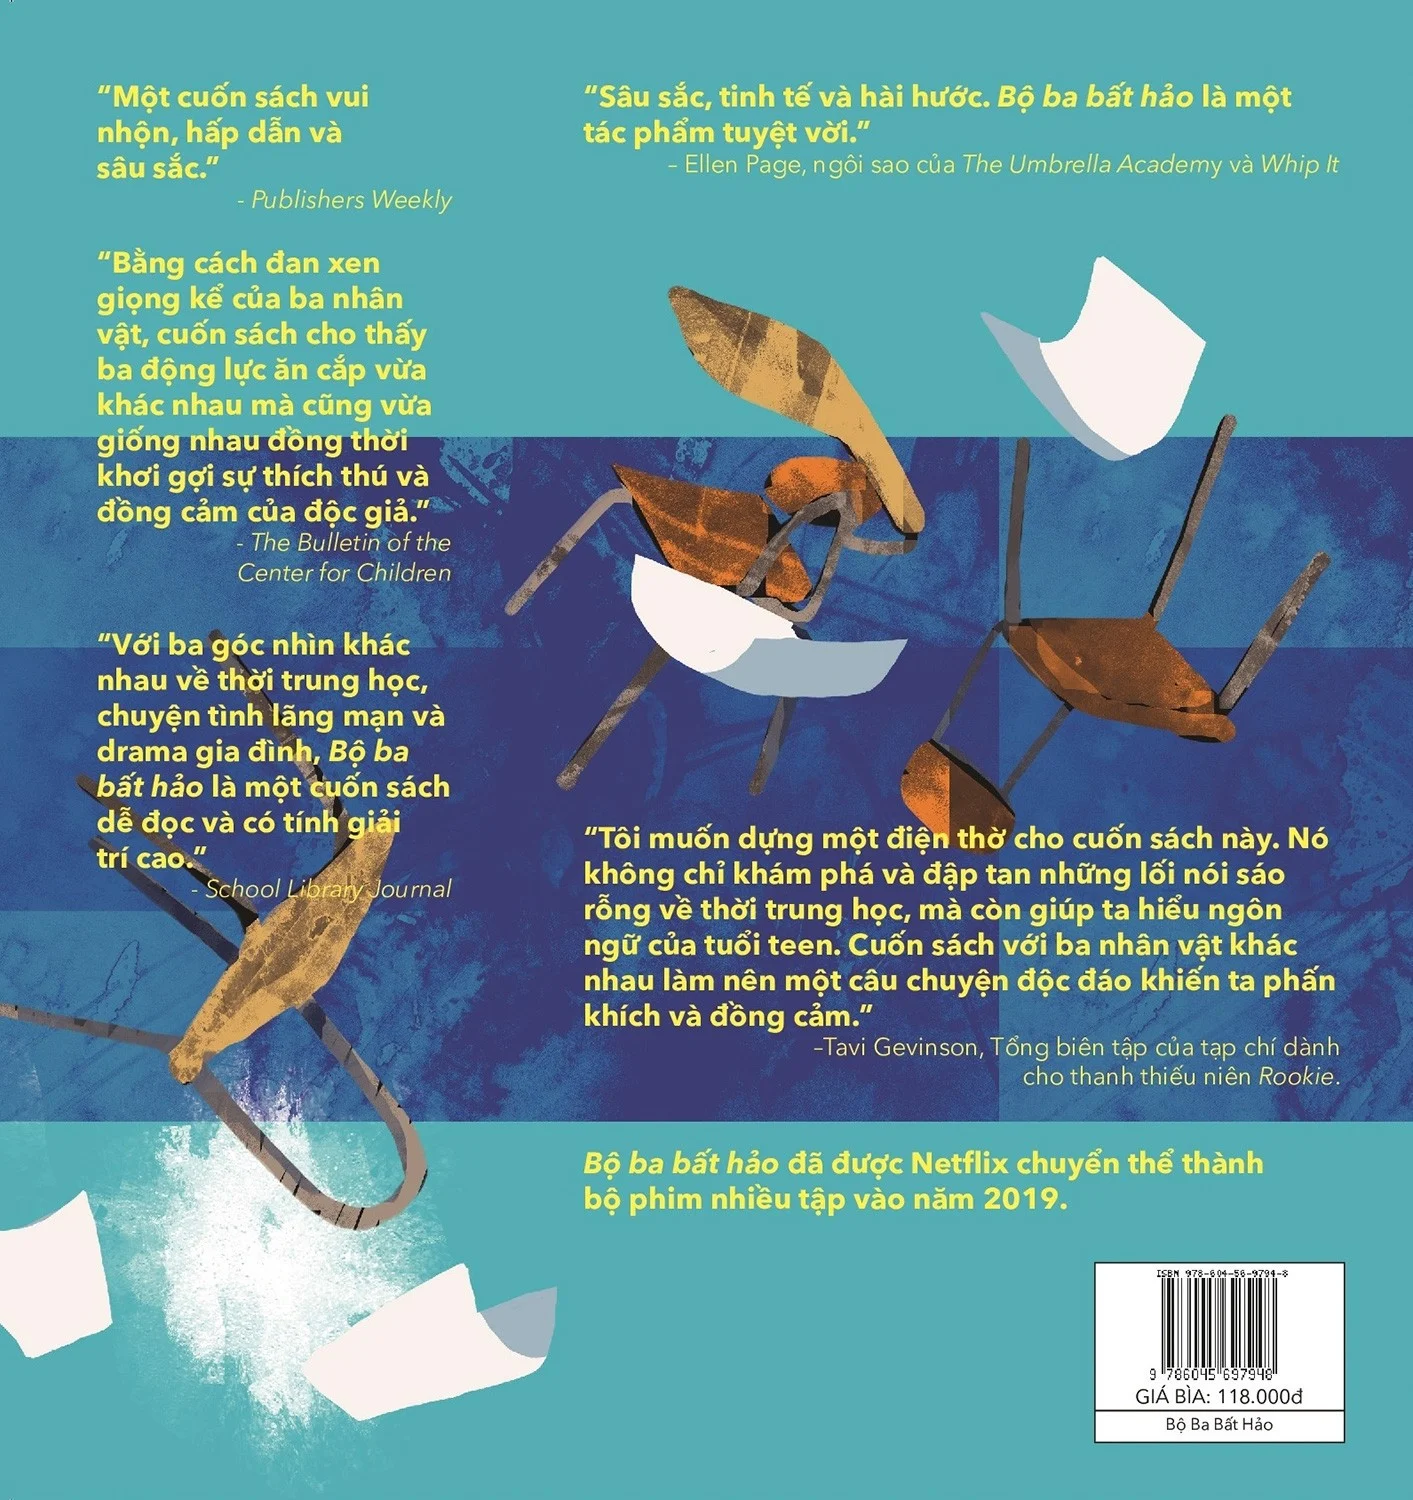 “Một cuốn sách vui
nhộn, hấp dẫn và
sâu sắc.”
- Publishers Weekly
“Bằng cách đan xen
giọng kể của ba nhân
vật, cuốn sách cho thấy
ba động lực ăn cắp vừa
khác nhau mà cũng vừa
giống nhau đồng thời
khơi gợi sự thích thú và
đồng cảm của độc giả.”
- The Bulletin of the
Center for Children
“Với ba góc nhìn khác
nhau về thời trung học,
chuyện tình lãng mạn và
drama gia đình, Bộ ba
bất hảo là một cuốn sách
dễ đọc và có tính giải
trí cao.”
- School Library Journal
“Sâu sắc, tinh tế và hài hước. Bộ ba bất hảo là một
tác phẩm tuyệt vời.”
– Ellen Page, ngôi sao của The Umbrella Academy và Whip It
“Tôi muốn dựng một điện thờ cho cuốn sách này. Nó
không chỉ khám phá và đập tan những lối nói sáo
rỗng về thời trung học, mà còn giúp ta hiểu ngôn
ngữ của tuổi teen. Cuốn sách với ba nhân vật khác
nhau làm nên một câu chuyện độc đáo khiến ta phấn
khích và đồng cảm.”
–Tavi Gevinson, Tổng biên tập của tạp chí dành
cho thanh thiếu niên Rookie.
Bộ ba bất hảo đã được Netflix chuyển thể thành
bộ phim nhiều tập vào năm 2019.
ISBN 978-604-56-9794-8
9 786045 697948
GIÁ BÌA: 118.000đ
Bộ Ba Bất Hảo